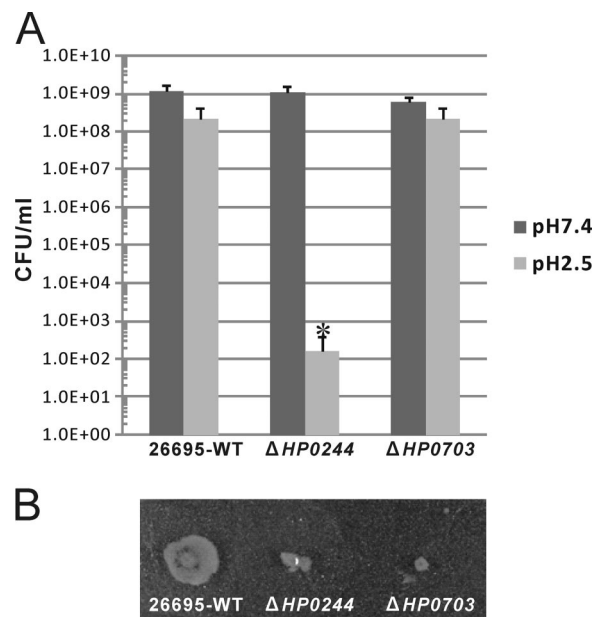 A
1.0E+10
1.0E+09
1.0E+08
1.0E+07
1.0E+06
1.0E+05
1.0E+04
1.0E+03
1.0E+02
1.0E+01
1.0E+00
CFU/ml
*
pH7.4
pH2.5
26695-WT ΔHP0244 ΔHP0703
B
26695-WT ΔHP0244 ΔHP0703